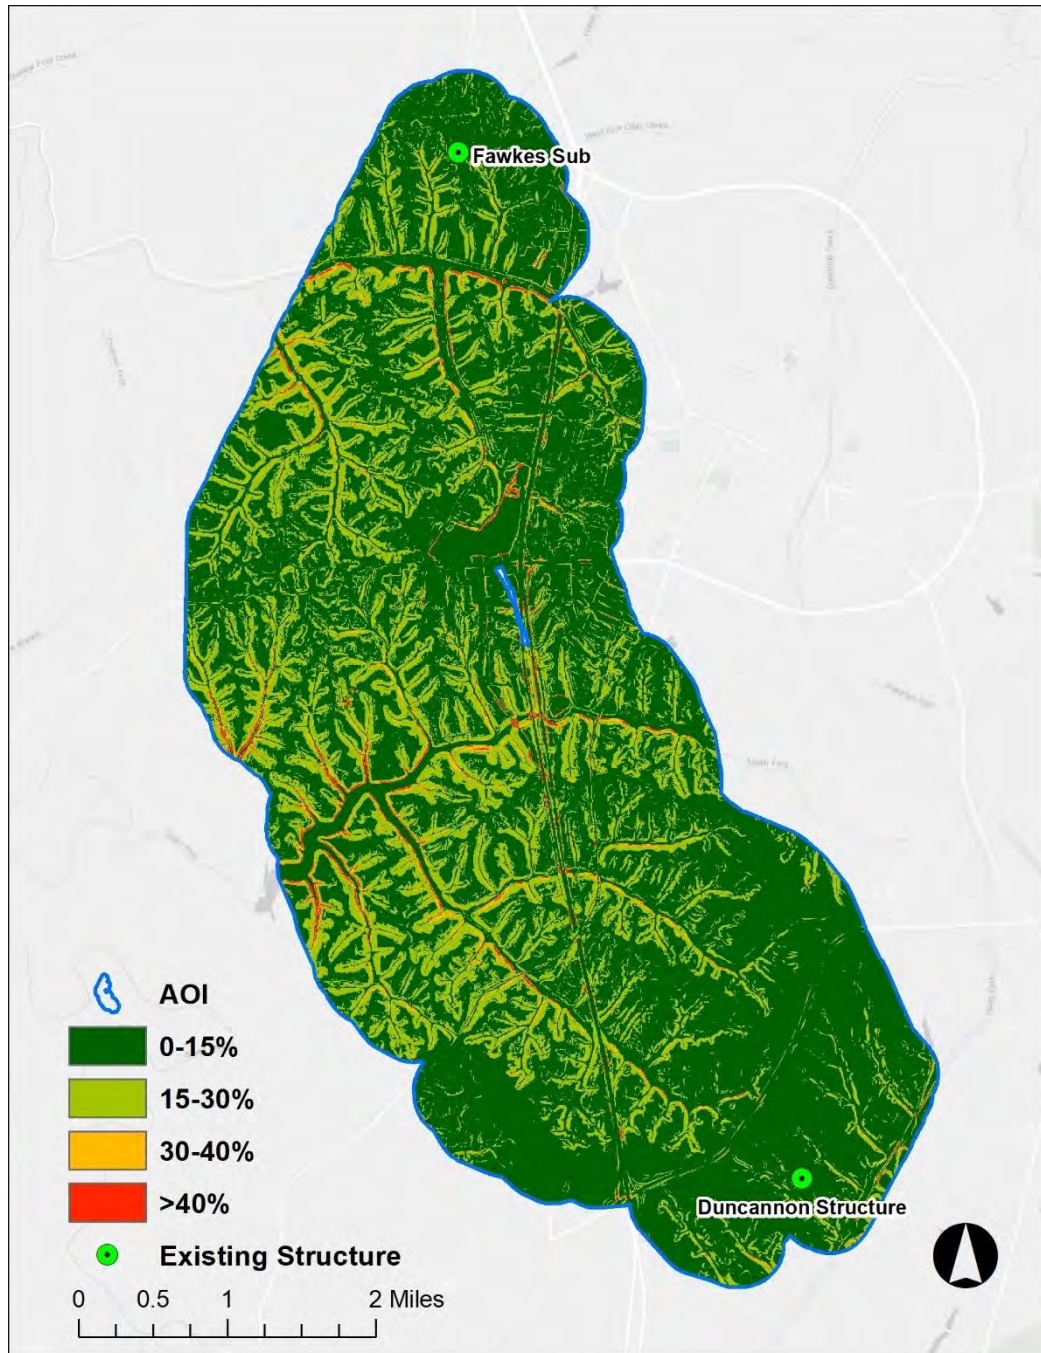 Fawkes Sub
Duncannon Structure
AOI
0-15%
15-30%
30-40%
>40%
Existing Structure
0 0.5 1 2 Miles